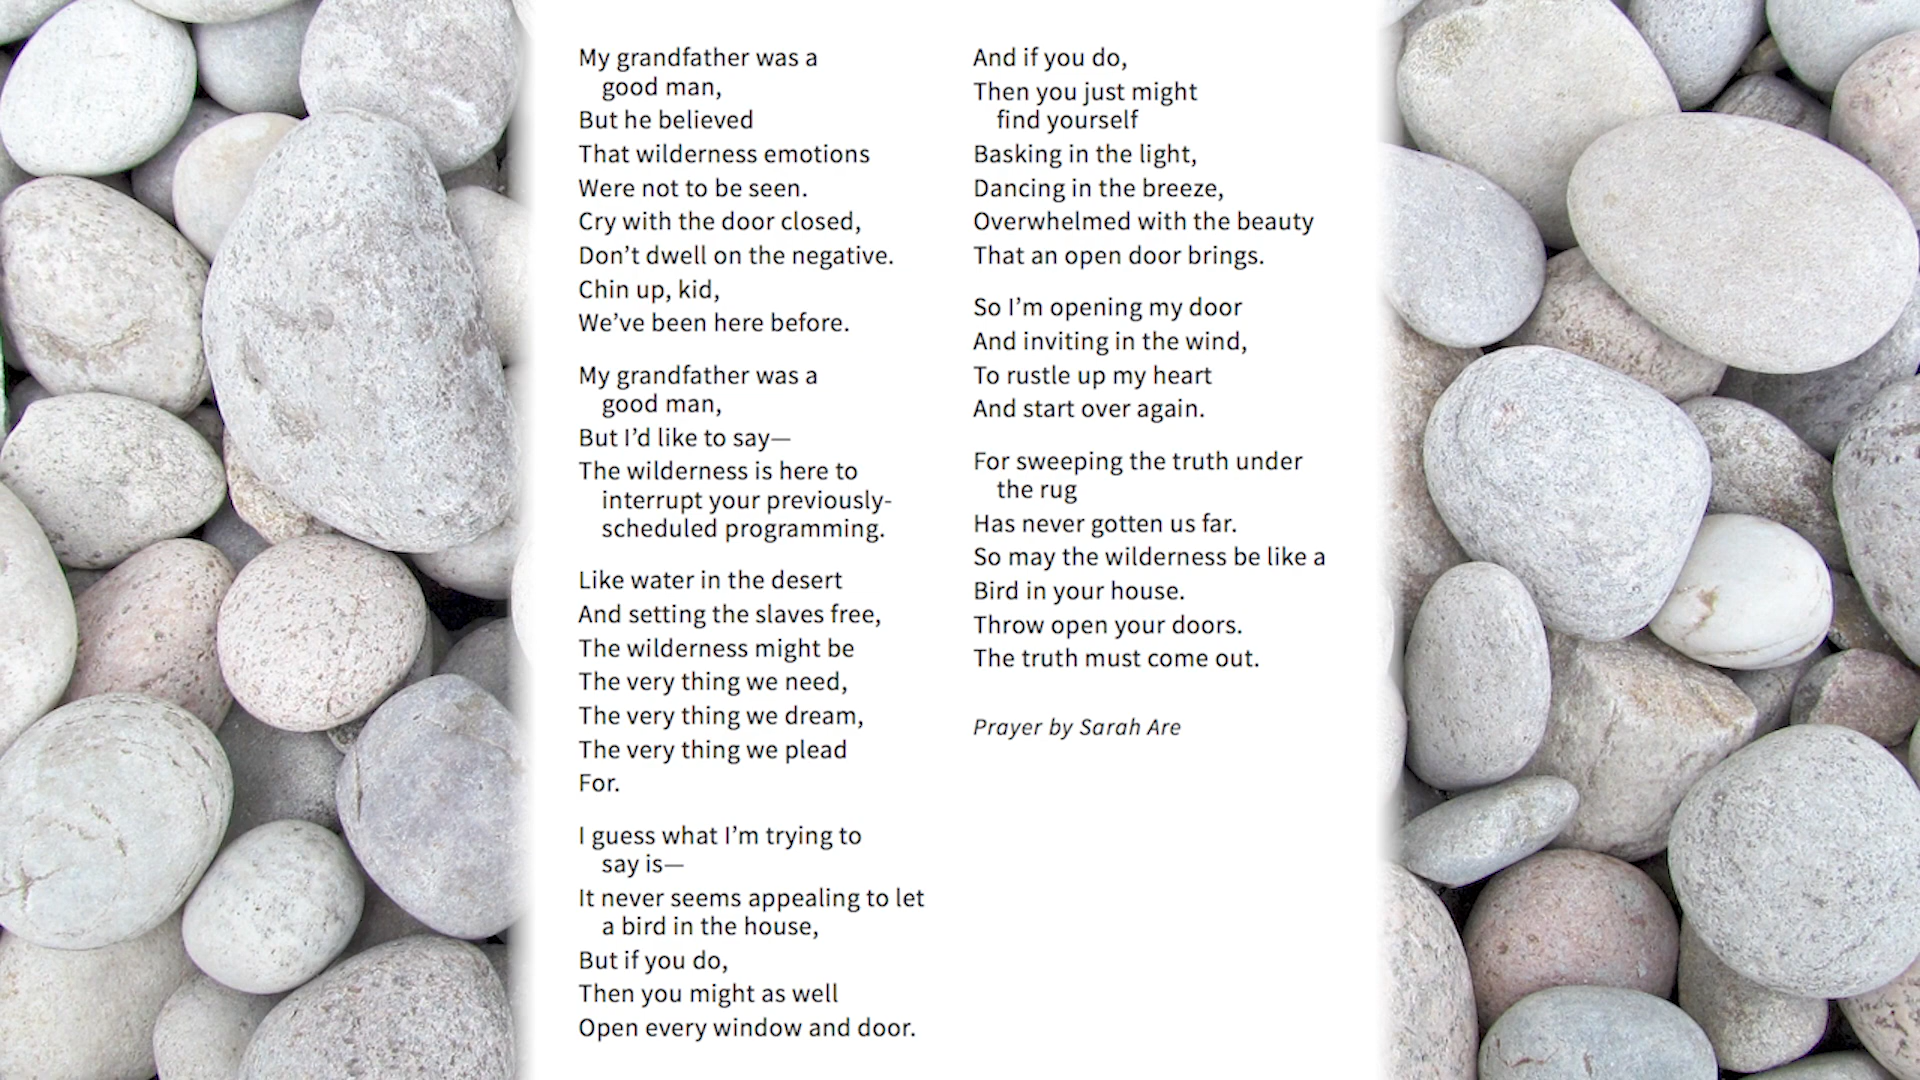 My grandfather was a
good man,
But he believed
That wilderness emotions
Were not to be seen.
Cry with the door closed,
Don’t dwell on the negative.
Chin up, kid,
We’ve been here before.
My grandfather was a
good man,
But I’d like to say—
The wilderness is here to
interrupt your previously-
scheduled programming.
Like water in the desert
And setting the slaves free,
The wilderness might be
The very thing we need,
The very thing we dream,
The very thing we plead
For.
I guess what I’m trying to
say is—
It never seems appealing to let
a bird in the house,
But if you do,
Then you might as well
Open every window and door.
And if you do,
Then you just might
find yourself
Basking in the light,
Dancing in the breeze,
Overwhelmed with the beauty
That an open door brings.
So I’m opening my door
And inviting in the wind,
To rustle up my heart
And start over again.
For sweeping the truth under
the rug
Has never gotten us far.
So may the wilderness be like a
Bird in your house.
Throw open your doors.
The truth must come out.
Prayer by Sarah Are